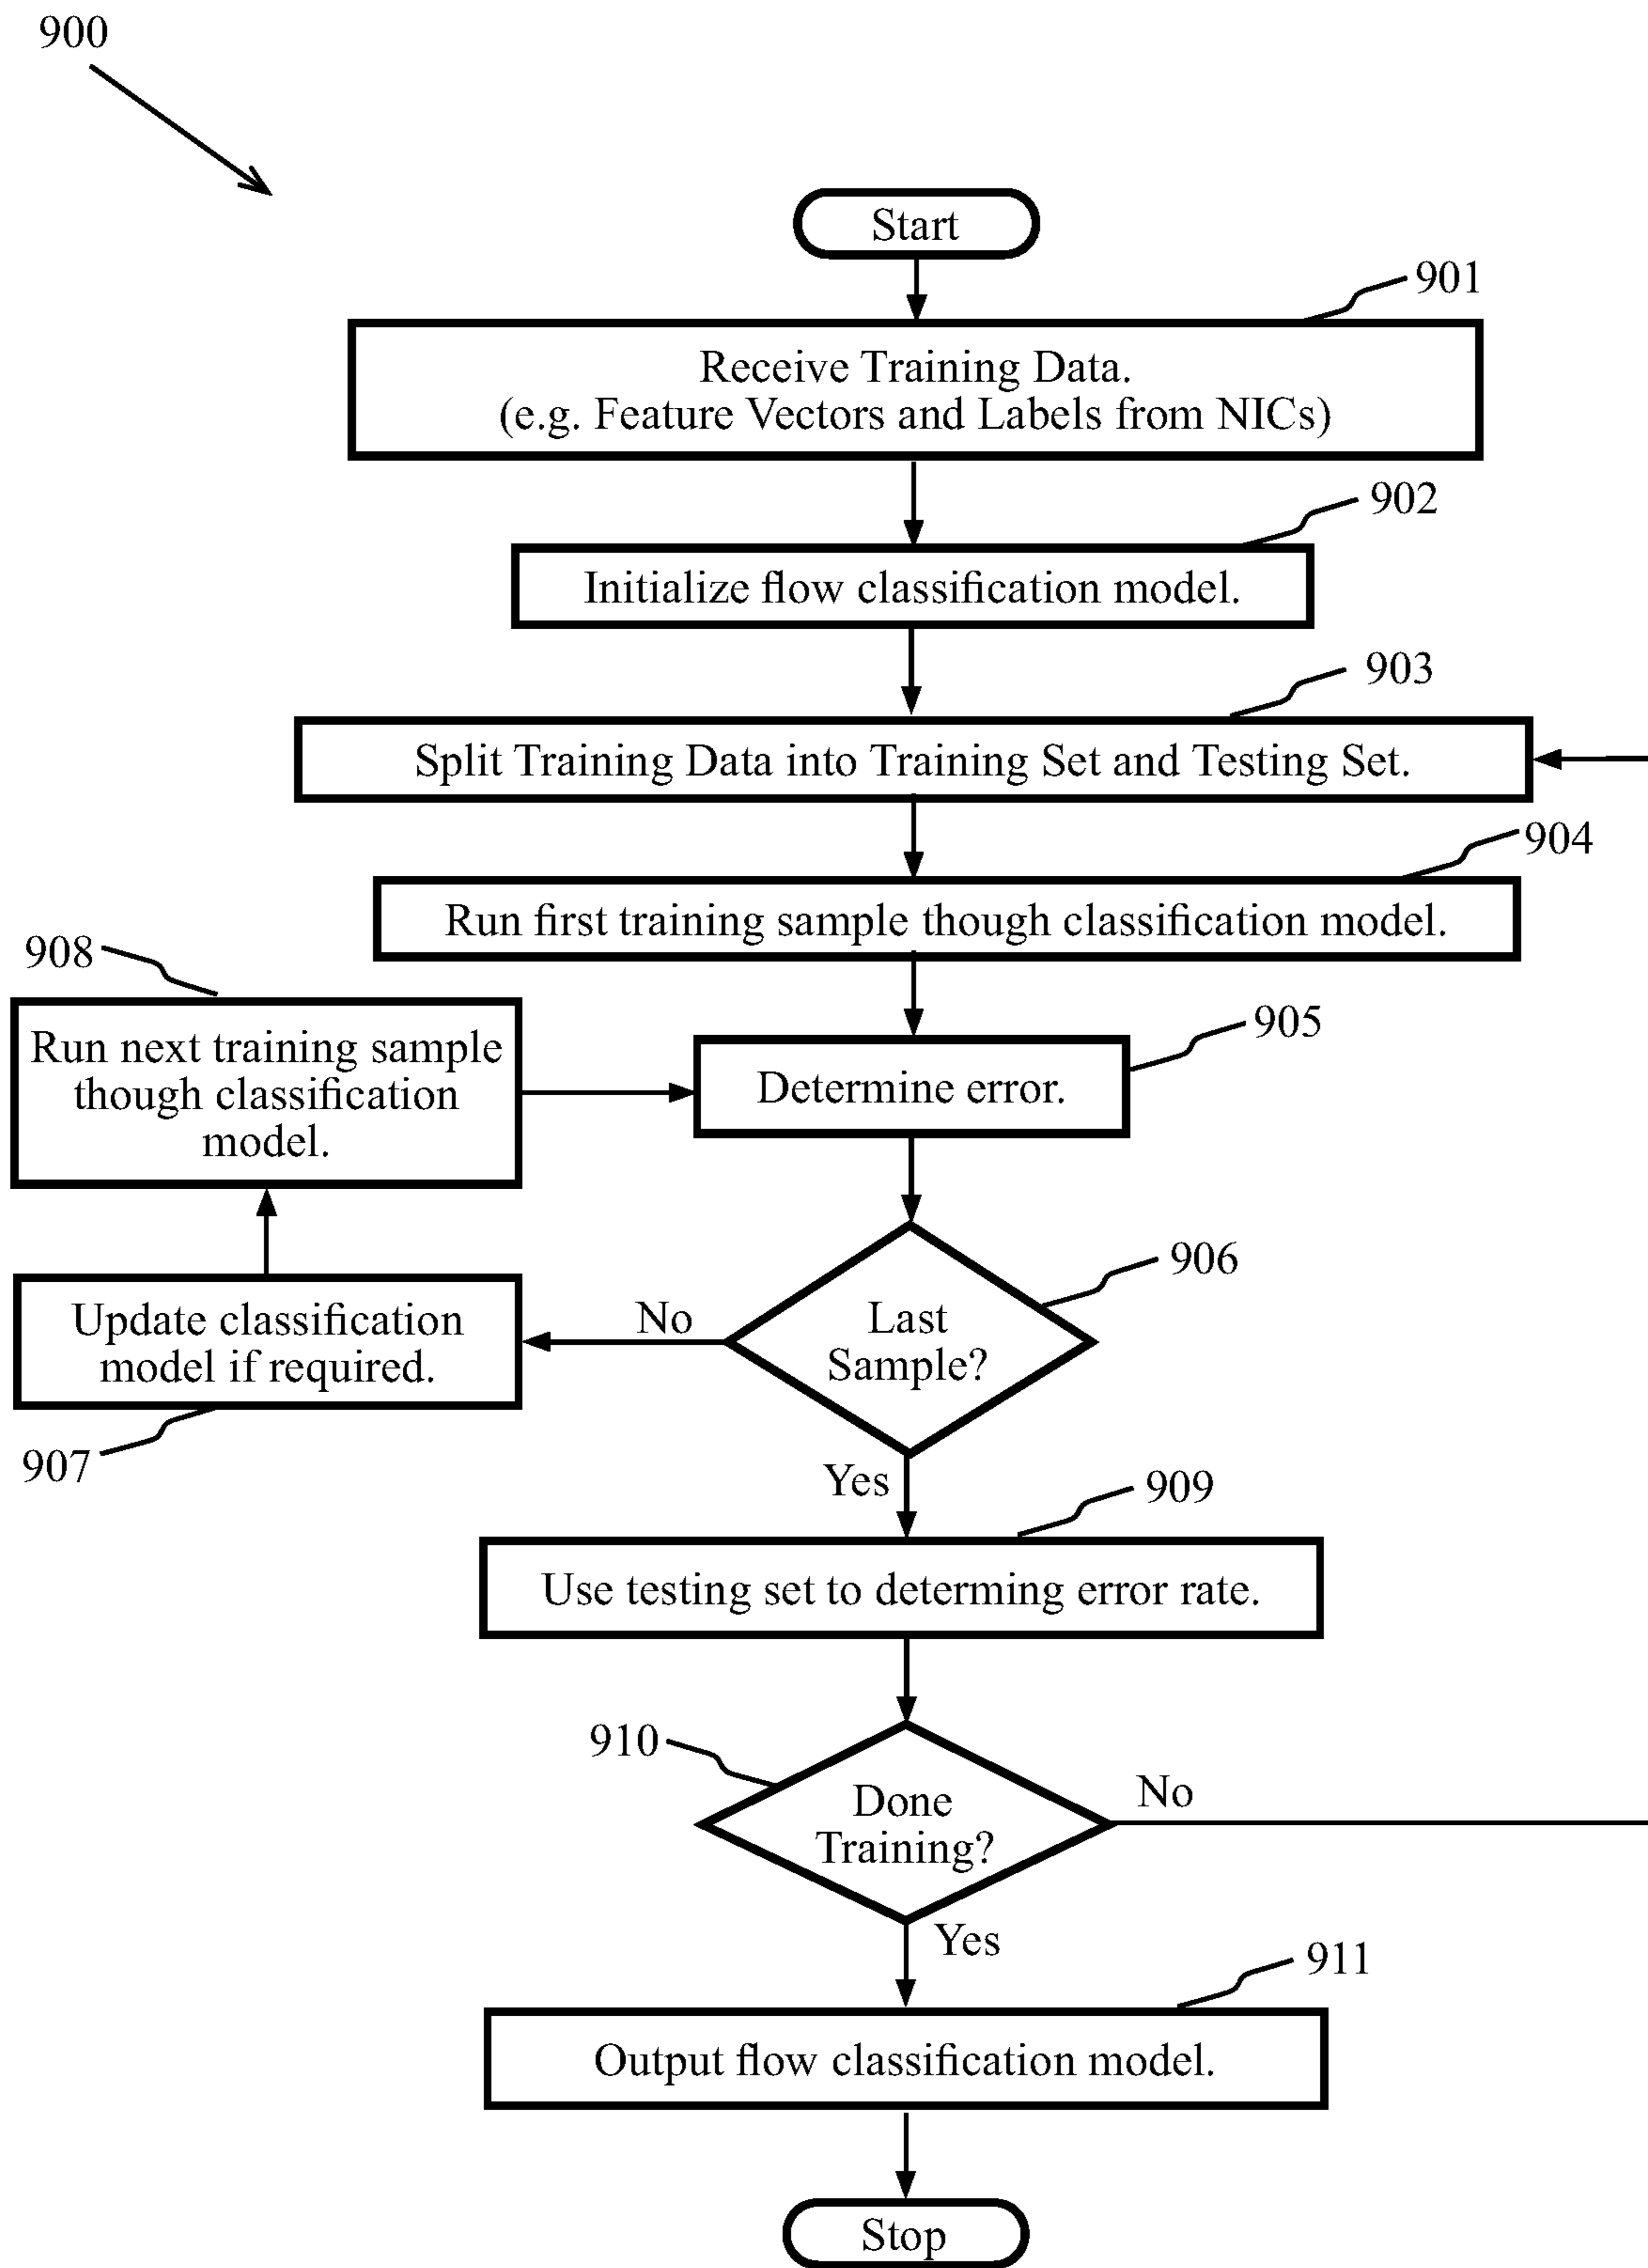 900
Start
901
Receive Training Data.
(e.g. Feature Vectors and Labels from NICs)
902
Initialize flow classification model.
903
Split Training Data into Training Set and Testing Set.
904
Run first training sample though classification model.
908
Run next training sample
though classification
model.
905
Determine error.
906
Last
Sample?
No
Update classification
model if required.
907
Yes
909
Use testing set to determing error rate.
910
Done
Training?
No
Yes
911
Output flow classification model.
Stop